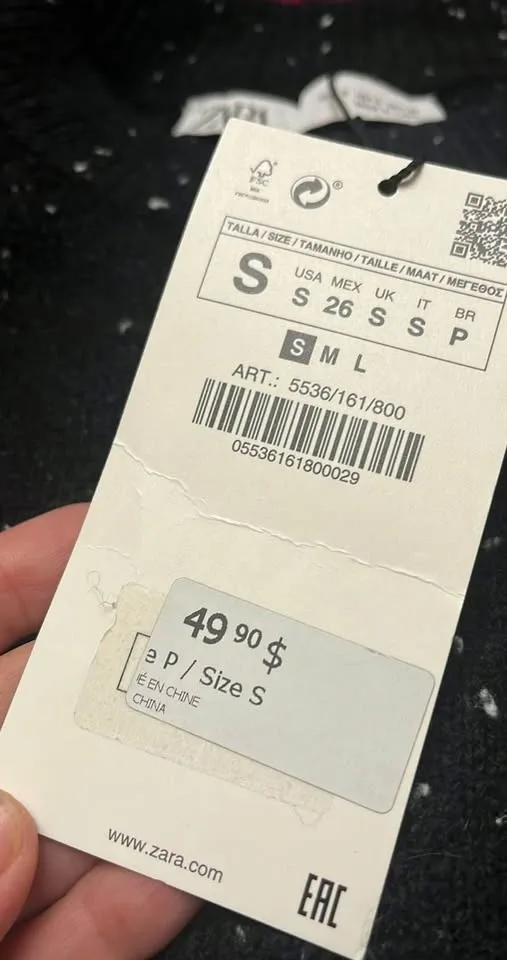 FSC
TALLA / SIZE / TAMANHO / TAILLE / MAAT / ΜΕΓΕΘΟΣ
S
USA MEX UK IT BR
S 26 S S P
S M L
ART.: 5536/161/800
05536161800029
49 90 $
e P / Size S
É EN CHINE
CHINA
www.zara.com
EAC